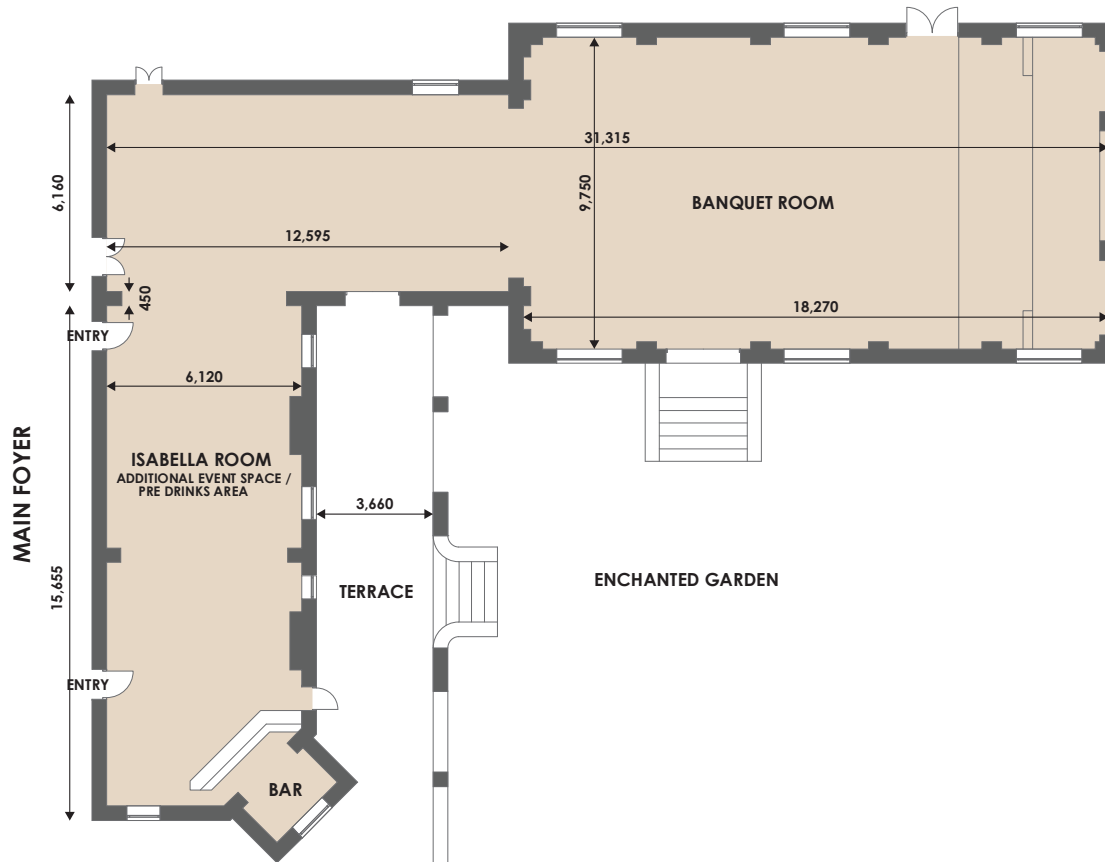 31,315
6,160
9,750
BANQUET ROOM
12,595
450
18,270
ENTRY
6,120
MAIN FOYER
ISABELLA ROOM
ADDITIONAL EVENT SPACE /
PRE DRINKS AREA
3,660
15,655
TERRACE
ENCHANTED GARDEN
ENTRY
BAR